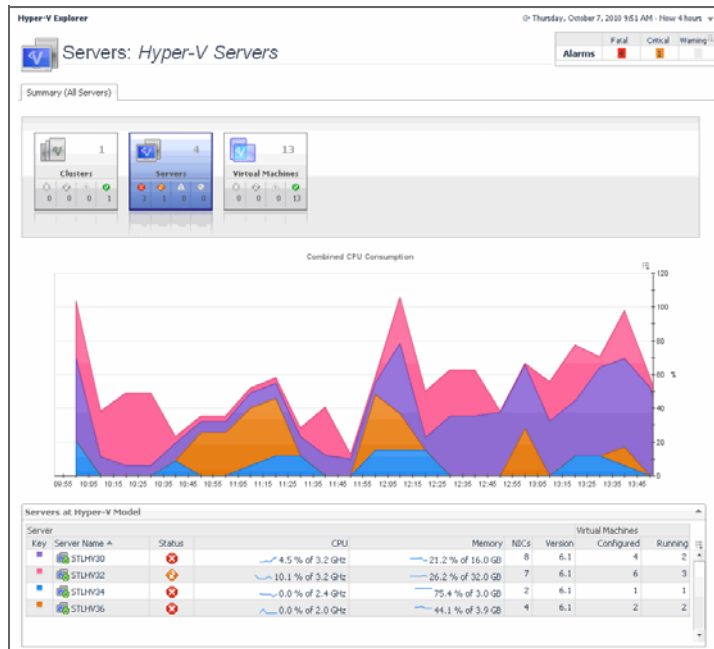 Hyper-V Explorer
Thursday, October 7, 2010 9:51 AM - Now 4 hours
Servers: Hyper-V Servers
Fatal Critical Warning
Alarms 1
Summary (All Servers)
1 4 13
Clusters Servers Virtual Machines
0 0 0 1 3 1 0 0 0 0 0 13
Combined CPU Consumption
120
100
80
60
%
40
20
0
09:55 10:05 10:15 10:25 10:35 10:46 10:55 11:05 11:15 11:25 11:35 11:45 11:55 12:05 12:15 12:25 12:35 12:46 12:55 13:05 13:15 13:25 13:35 13:46
Servers at Hyper-V Model
Server Virtual Machines
Key Server Name Status CPU Memory NICs Version Configured Running
STLHV30 4.5 % of 3.2 GHz 21.2 % of 16.0 GB 8 6.1 4 2
STLHV32 10.1 % of 3.2 GHz 26.2 % of 32.0 GB 7 6.1 6 3
STLHV34 0.0 % of 2.4 GHz 75.4 % of 3.0 GB 2 6.1 1 1
STLHV36 0.0 % of 2.0 GHz 44.1 % of 3.9 GB 4 6.1 2 2